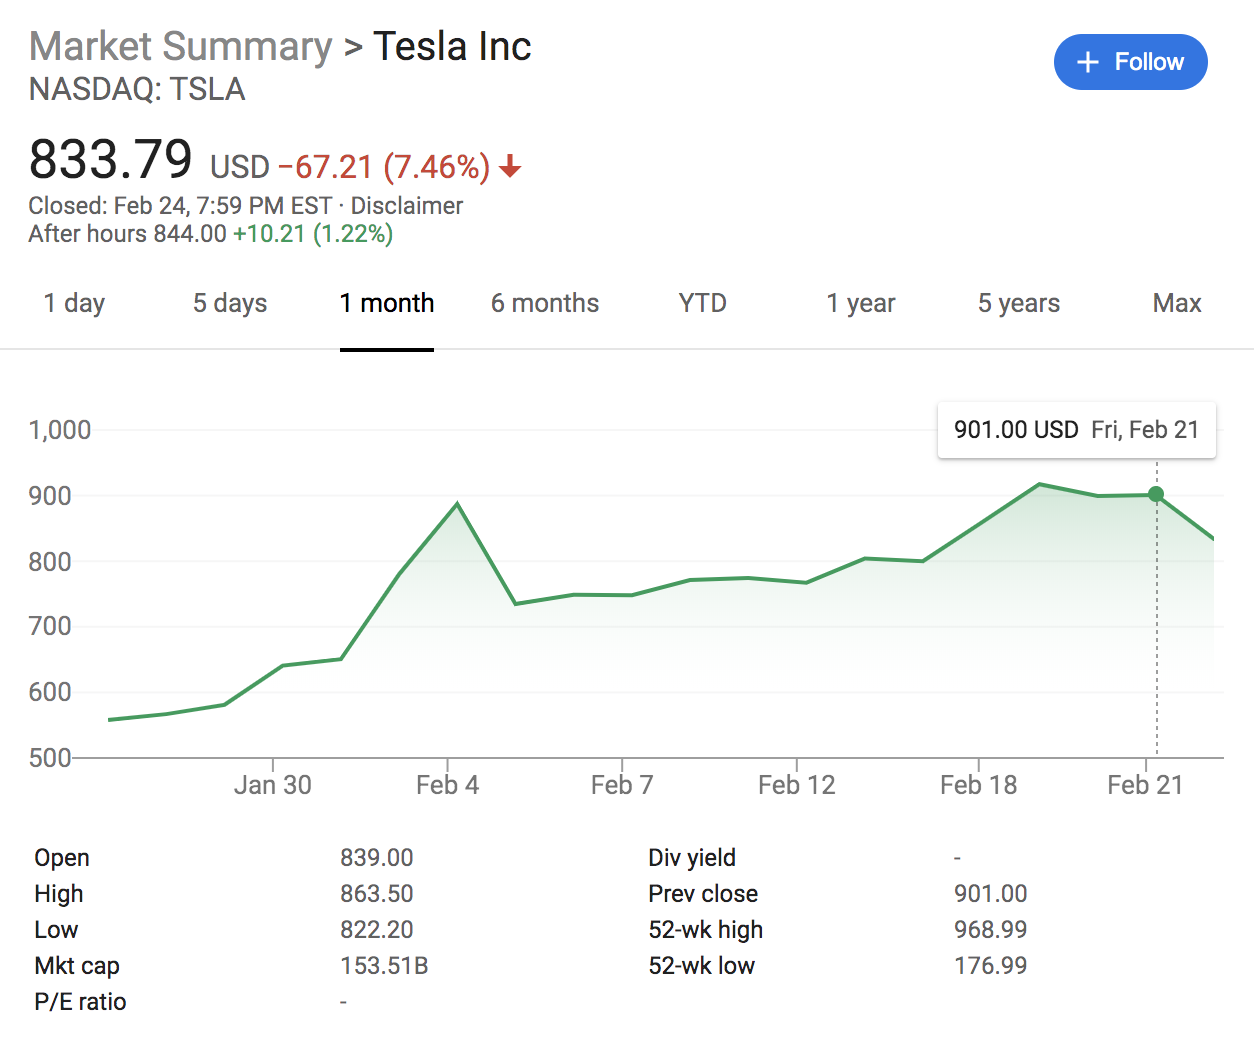 Market Summary > Tesla Inc
NASDAQ: TSLA
+ Follow
833.79 USD −67.21 (7.46%)
Closed: Feb 24, 7:59 PM EST · Disclaimer
After hours 844.00 +10.21 (1.22%)
1 day 5 days 1 month 6 months YTD 1 year 5 years Max
901.00 USD Fri, Feb 21
1,000
900
800
700
600
500
Jan 30 Feb 4 Feb 7 Feb 12 Feb 18 Feb 21
Open 839.00 Div yield -
High 863.50 Prev close 901.00
Low 822.20 52-wk high 968.99
Mkt cap 153.51B 52-wk low 176.99
P/E ratio -